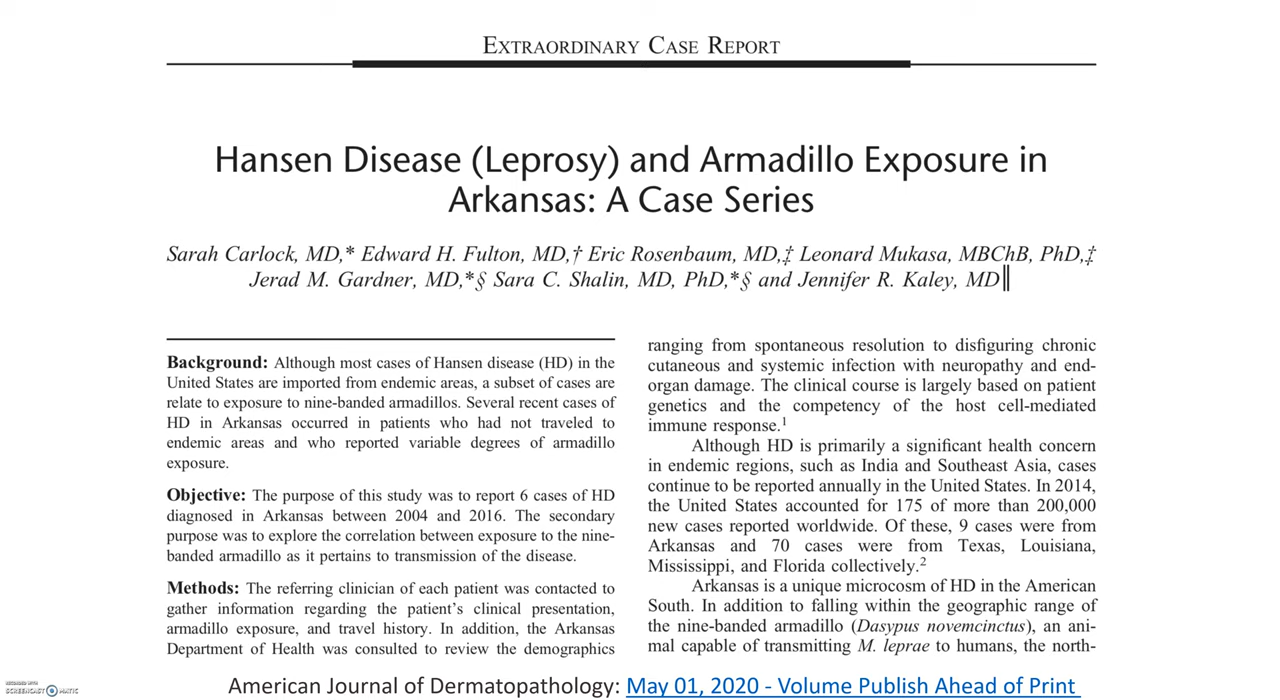 EXTRAORDINARY CASE REPORT
Hansen Disease (Leprosy) and Armadillo Exposure in
Arkansas: A Case Series
Sarah Carlock, MD,* Edward H. Fulton, MD,† Eric Rosenbaum, MD,‡ Leonard Mukasa, MBChB, PhD,‡
Jerad M. Gardner, MD,*§ Sara C. Shalin, MD, PhD,*§ and Jennifer R. Kaley, MD‖
Background: Although most cases of Hansen disease (HD) in the
United States are imported from endemic areas, a subset of cases are
relate to exposure to nine-banded armadillos. Several recent cases of
HD in Arkansas occurred in patients who had not traveled to
endemic areas and who reported variable degrees of armadillo
exposure.
Objective: The purpose of this study was to report 6 cases of HD
diagnosed in Arkansas between 2004 and 2016. The secondary
purpose was to explore the correlation between exposure to the nine-
banded armadillo as it pertains to transmission of the disease.
Methods: The referring clinician of each patient was contacted to
gather information regarding the patient's clinical presentation,
armadillo exposure, and travel history. In addition, the Arkansas
Department of Health was consulted to review the demographics
ranging from spontaneous resolution to disfiguring chronic
cutaneous and systemic infection with neuropathy and end-
organ damage. The clinical course is largely based on patient
genetics and the competency of the host cell-mediated
immune response.1
Although HD is primarily a significant health concern
in endemic regions, such as India and Southeast Asia, cases
continue to be reported annually in the United States. In 2014,
the United States accounted for 175 of more than 200,000
new cases reported worldwide. Of these, 9 cases were from
Arkansas and 70 cases were from Texas, Louisiana,
Mississippi, and Florida collectively.2
Arkansas is a unique microcosm of HD in the American
South. In addition to falling within the geographic range of
the nine-banded armadillo (Dasypus novemcinctus), an ani-
mal capable of transmitting M. leprae to humans, the north-
American Journal of Dermatopathology: May 01, 2020 - Volume Publish Ahead of Print
RECORDED WITH
SCREENCAST MATIC